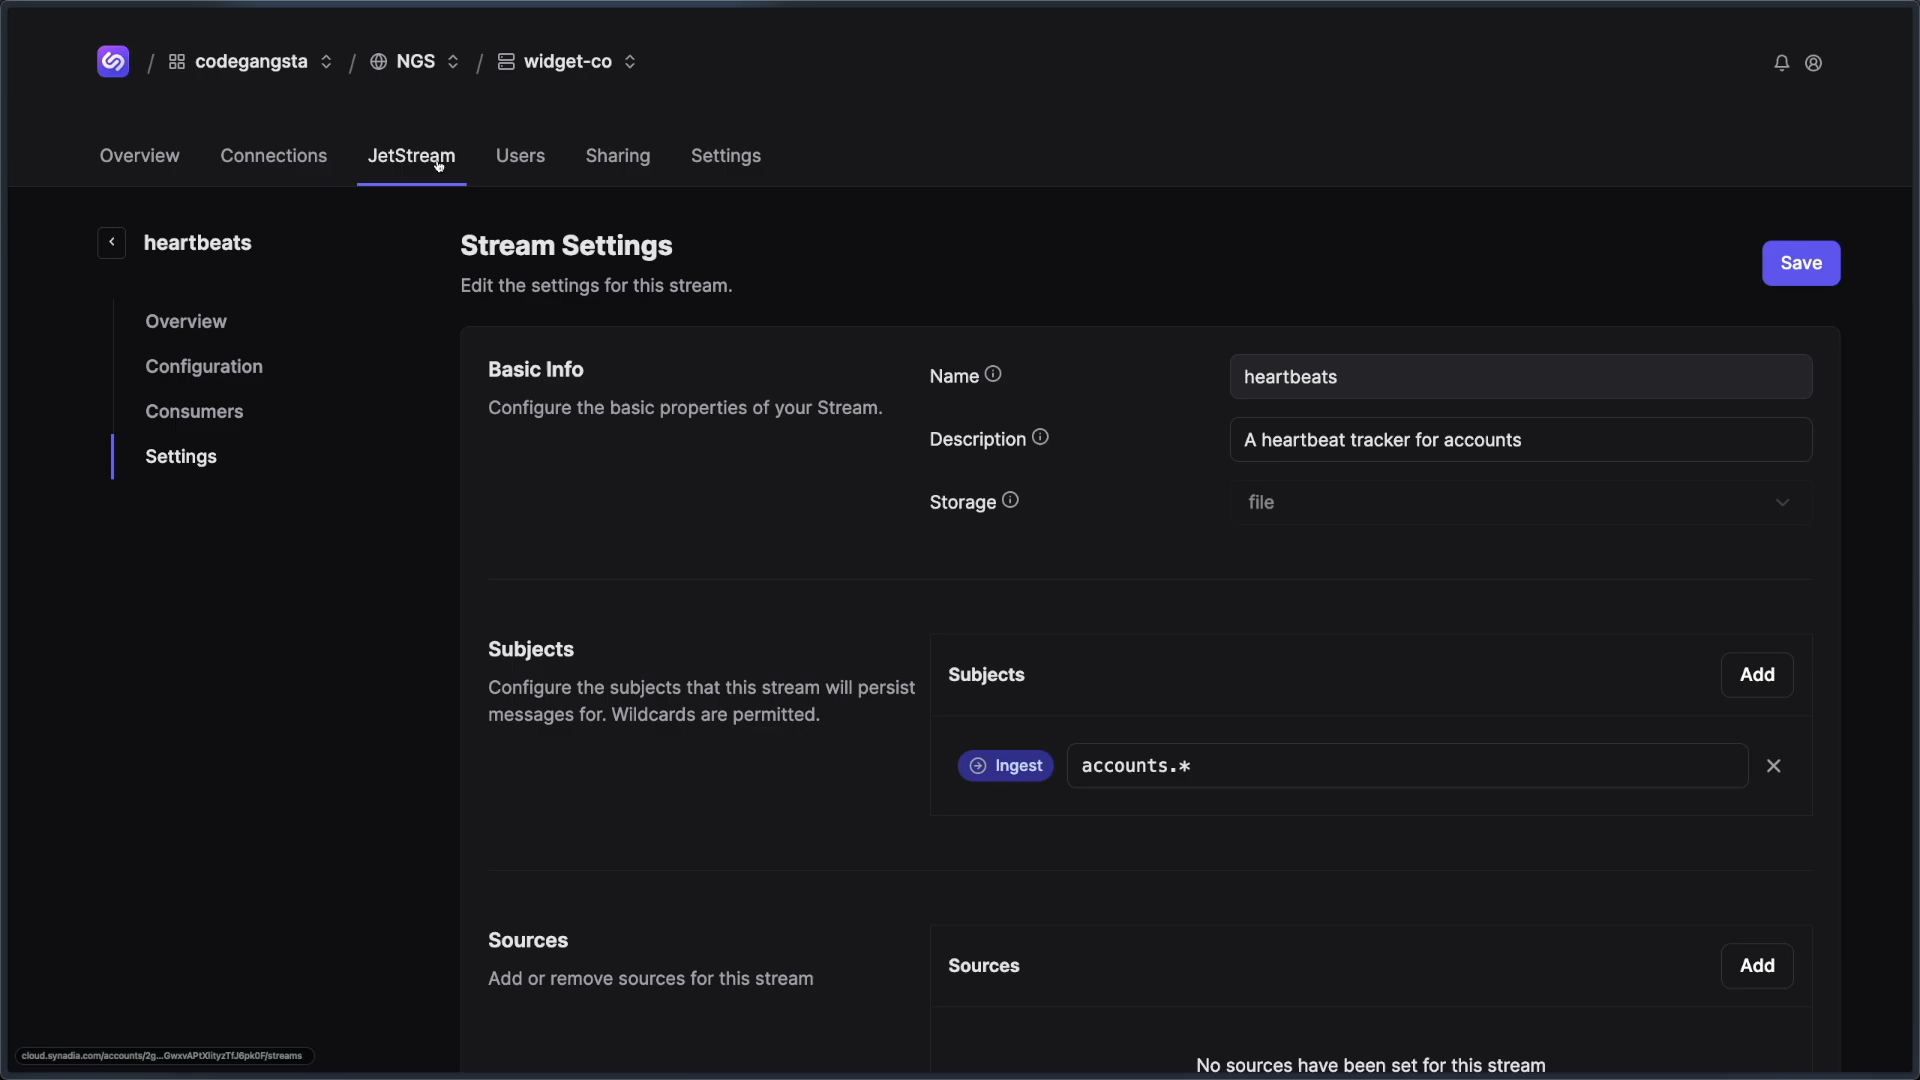 / codegangsta / NGS / widget-co
Overview Connections JetStream Users Sharing Settings
heartbeats
Overview
Configuration
Consumers
Settings
Stream Settings
Edit the settings for this stream.
Save
Basic Info
Configure the basic properties of your Stream.
Name
heartbeats
Description
A heartbeat tracker for accounts
Storage
file
Subjects
Configure the subjects that this stream will persist
messages for. Wildcards are permitted.
Subjects
Add
Ingest
accounts.*
Sources
Add or remove sources for this stream
Sources
Add
No sources have been set for this stream